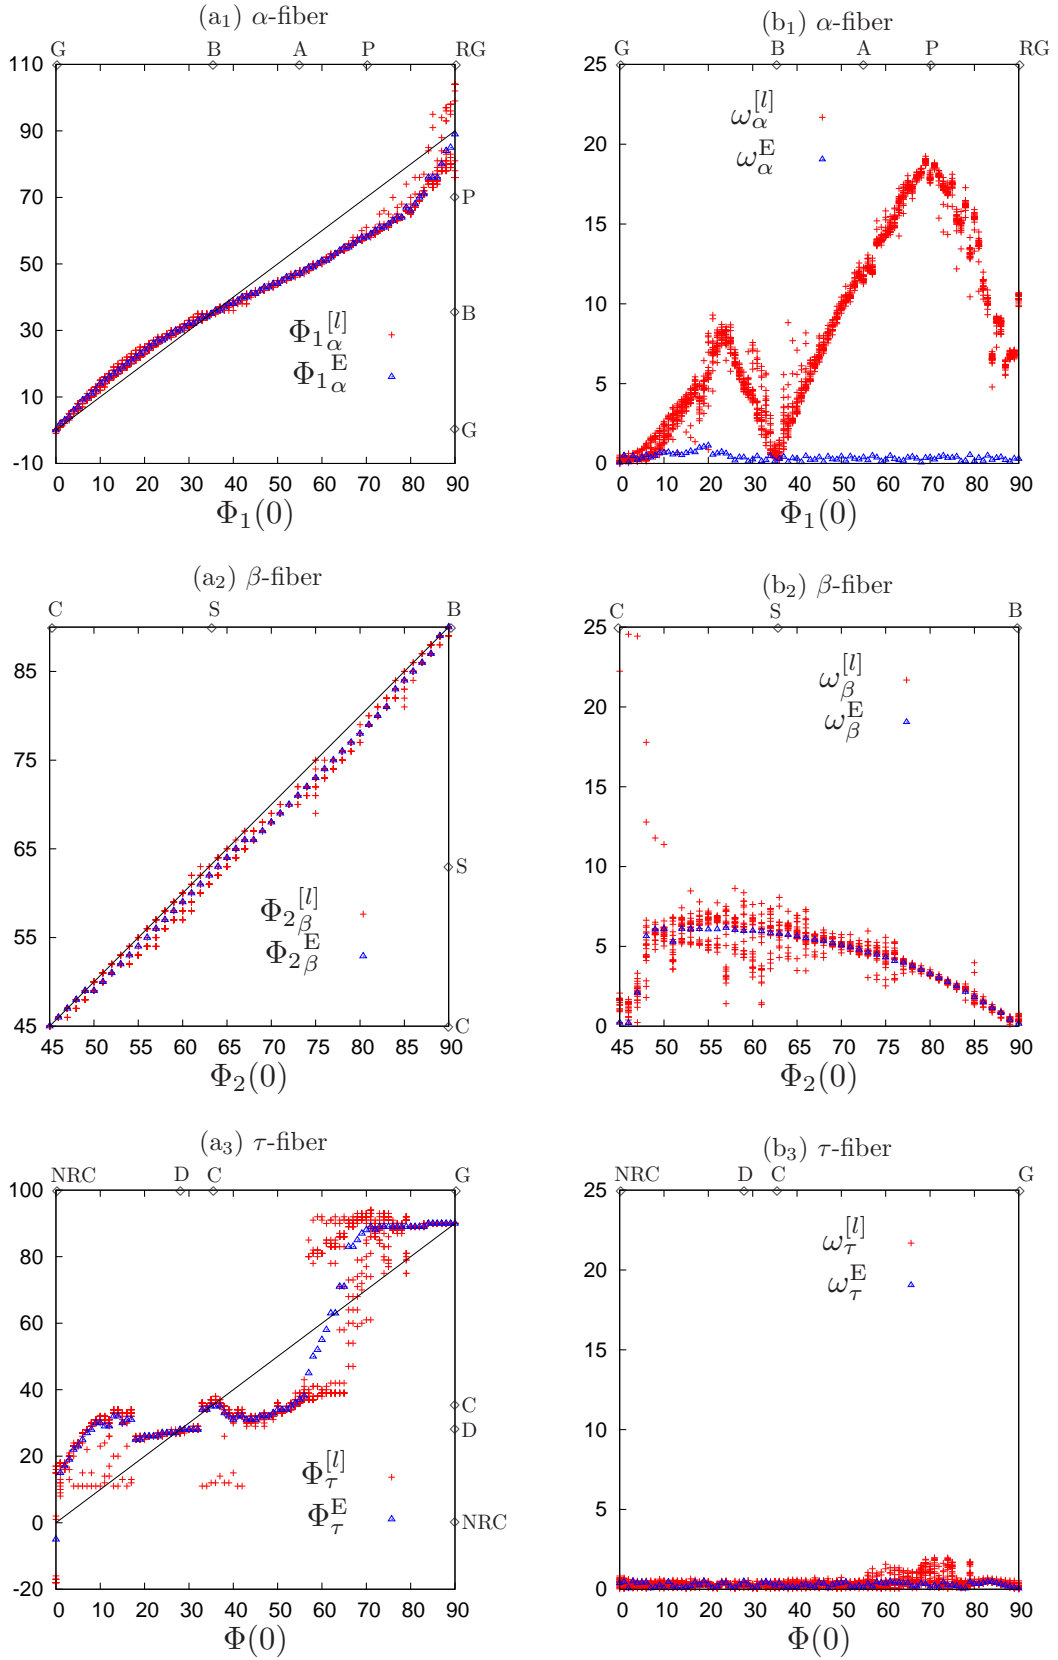 (a₁) α-fiber
G B A P RG
110
90
70
50
30
10
-10
P
B
G
Φ₁α^[l]
Φ₁α^E
0 10 20 30 40 50 60 70 80 90
Φ₁(0)
(b₁) α-fiber
G B A P RG
25
20
15
10
5
0
ωα^[l]
ωα^E
0 10 20 30 40 50 60 70 80 90
Φ₁(0)
(a₂) β-fiber
C S B
85
75
65
55
45
S
C
Φ₂β^[l]
Φ₂β^E
45 50 55 60 65 70 75 80 85 90
Φ₂(0)
(b₂) β-fiber
C S B
25
20
15
10
5
0
ωβ^[l]
ωβ^E
45 50 55 60 65 70 75 80 85 90
Φ₂(0)
(a₃) τ-fiber
NRC D C G
100
80
60
40
20
0
-20
C
D
NRC
Φτ^[l]
Φτ^E
0 10 20 30 40 50 60 70 80 90
Φ(0)
(b₃) τ-fiber
NRC D C G
25
20
15
10
5
0
ωτ^[l]
ωτ^E
0 10 20 30 40 50 60 70 80 90
Φ(0)